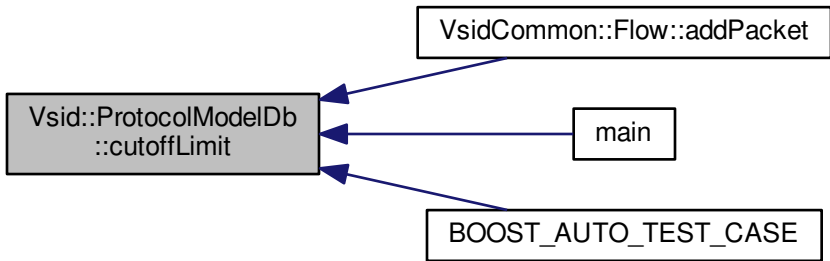 VsidCommon::Flow::addPacket
Vsid::ProtocolModelDb
::cutoffLimit
main
BOOST_AUTO_TEST_CASE